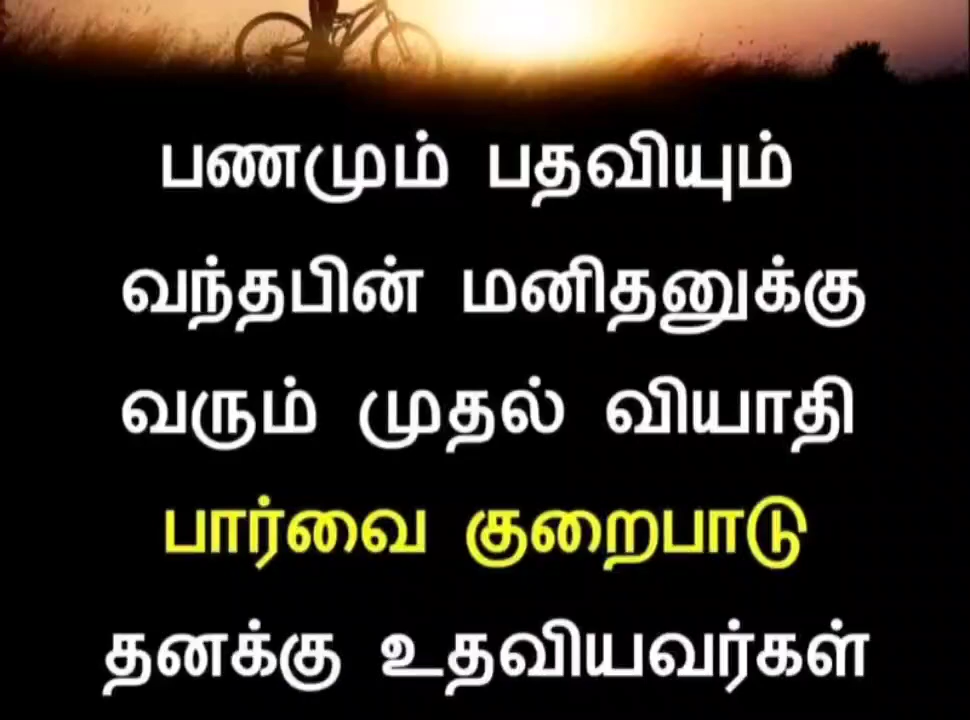 பணமும் பதவியும்
வந்தபின் மனிதனுக்கு
வரும் முதல் வியாதி
பார்வை குறைபாடு
தனக்கு உதவியவர்கள்